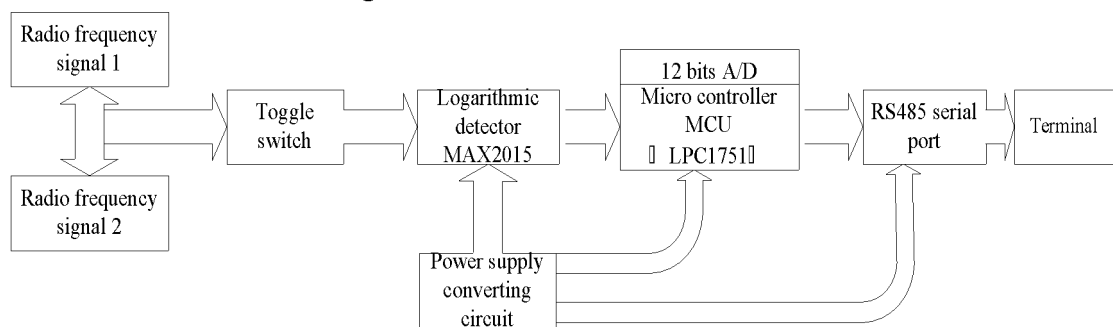 Radio frequency
signal 1
Radio frequency
signal 2
Toggle
switch
Logarithmic
detector
MAX2015
12 bits A/D
Micro controller
MCU
LPC1751
RS485 serial
port
Terminal
Power supply
converting
circuit